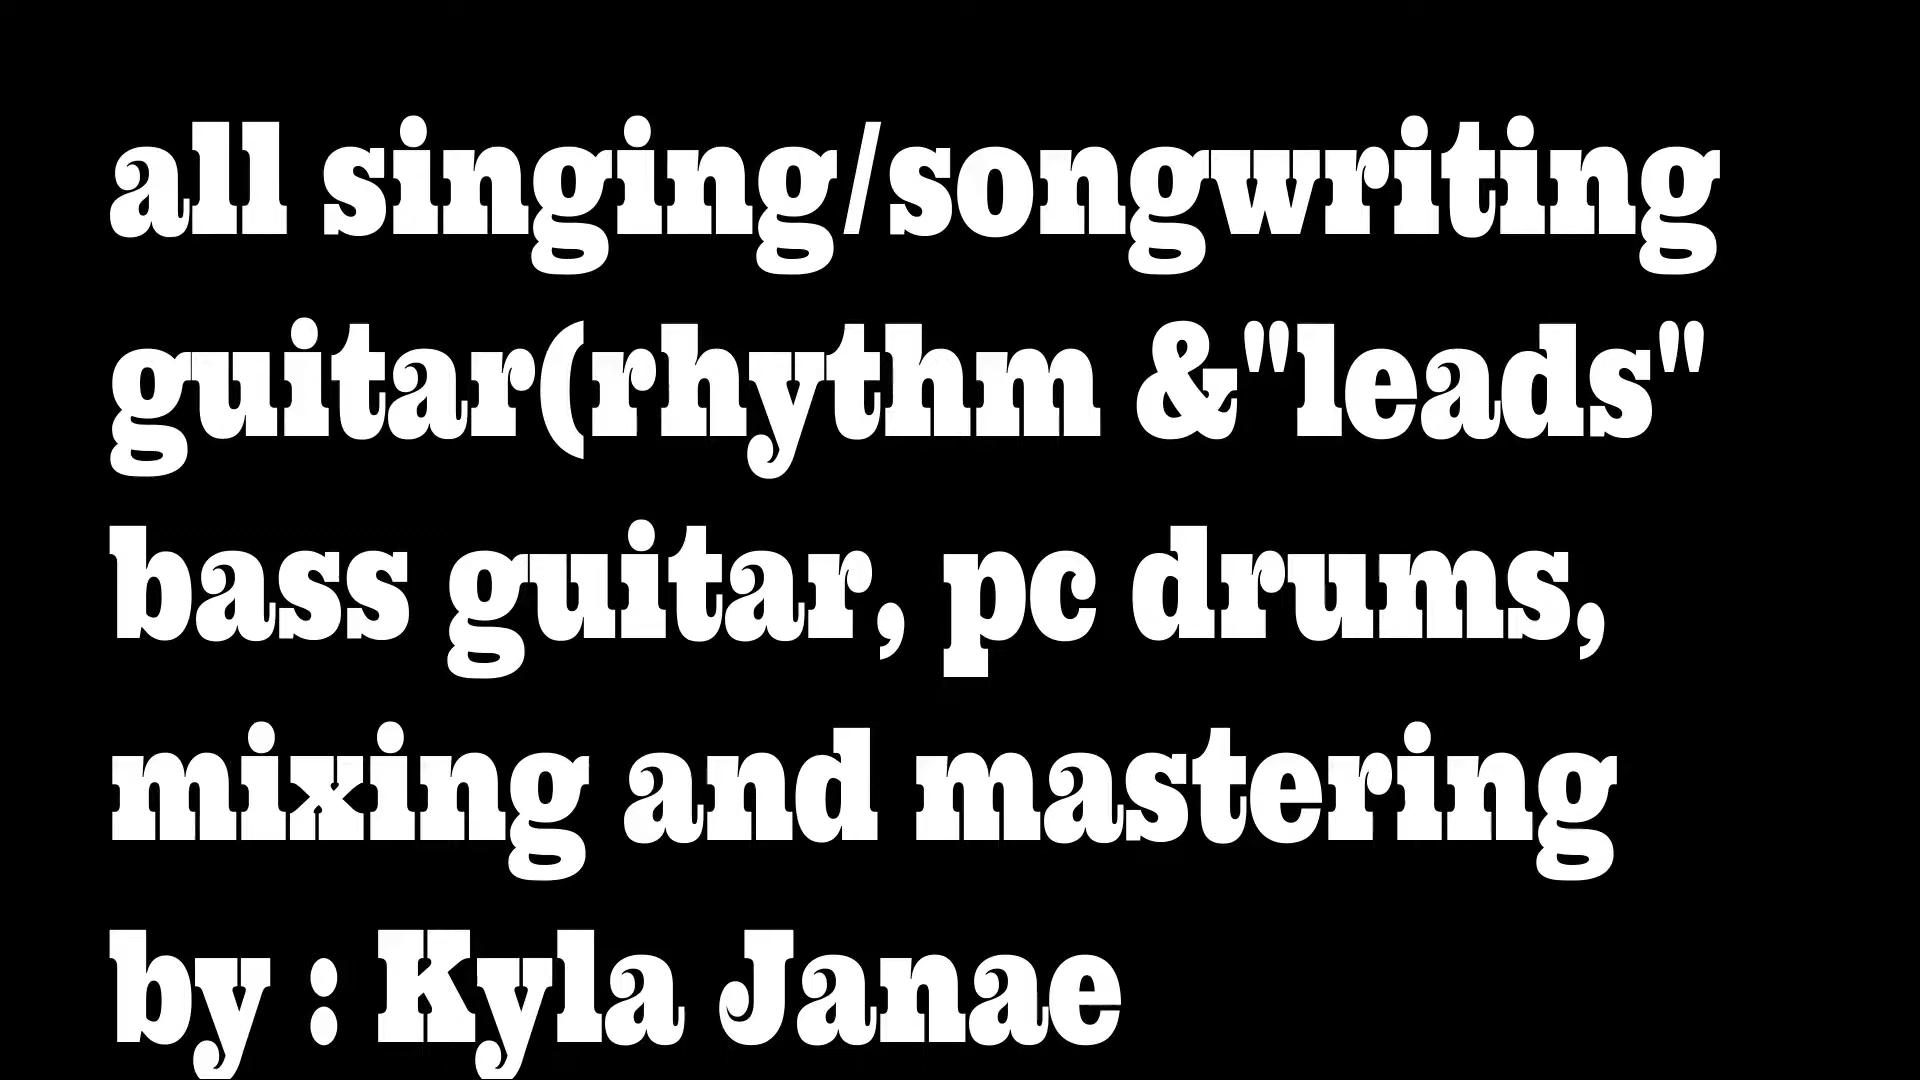 all singing/songwriting
guitar(rhythm &"leads"
bass guitar, pc drums,
mixing and mastering
by : Kyla Janae